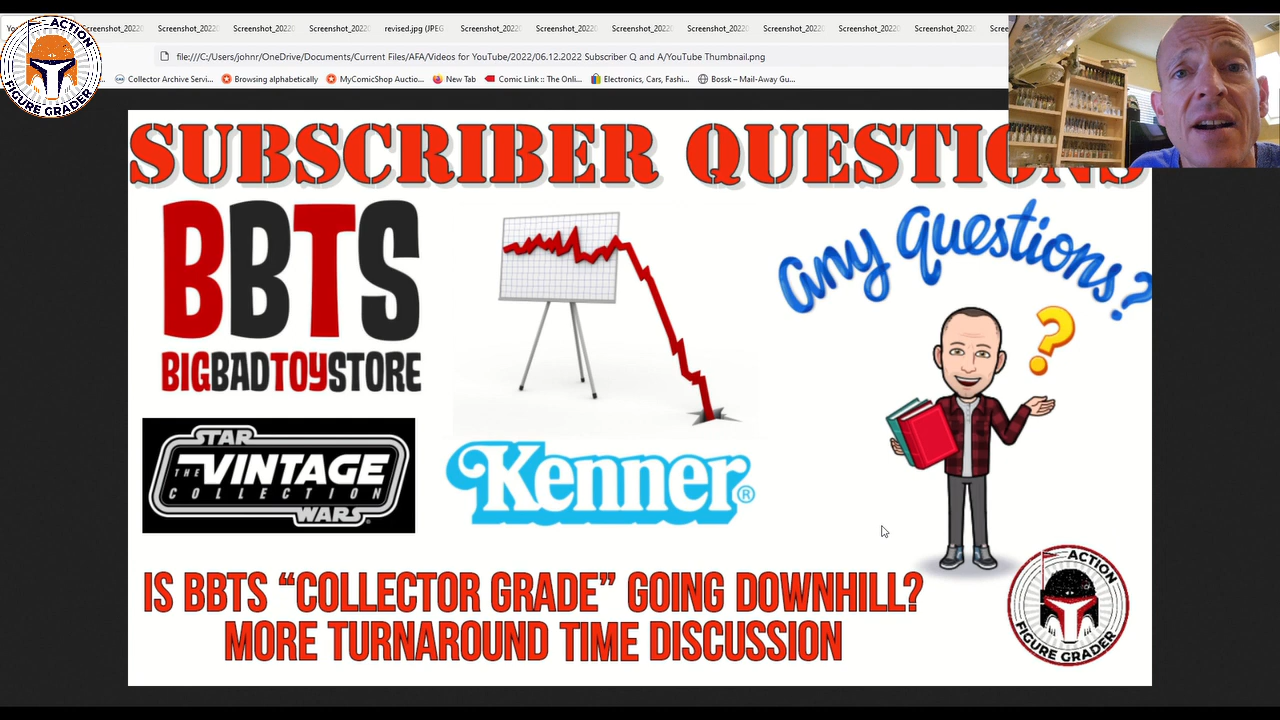 Screenshot_2022
Screenshot_2022
Screenshot_2022
Screenshot_2022
revised.jpg (JPEG
Screenshot_2022
Screenshot_2022
Screenshot_2022
Screenshot_2022
Screenshot_2022
Screenshot_2022
Screenshot_2022
file:///C:/Users/johnr/OneDrive/Documents/Current Files/AFA/Videos for YouTube/2022/06.12.2022 Subscriber Q and A/YouTube Thumbnail.png
Collector Archive Servi...
Browsing alphabetically
MyComicShop Auctio...
New Tab
Comic Link :: The Onli...
Electronics, Cars, Fashi...
Bossk – Mail-Away Gu...
ACTION
FIGURE GRADER
SUBSCRIBER QUESTIONS
BBTS
BIGBADTOYSTORE
any questions?
STAR
THE VINTAGE
COLLECTION
WARS
Kenner®
IS BBTS “COLLECTOR GRADE” GOING DOWNHILL?
MORE TURNAROUND TIME DISCUSSION
ACTION
FIGURE GRADER